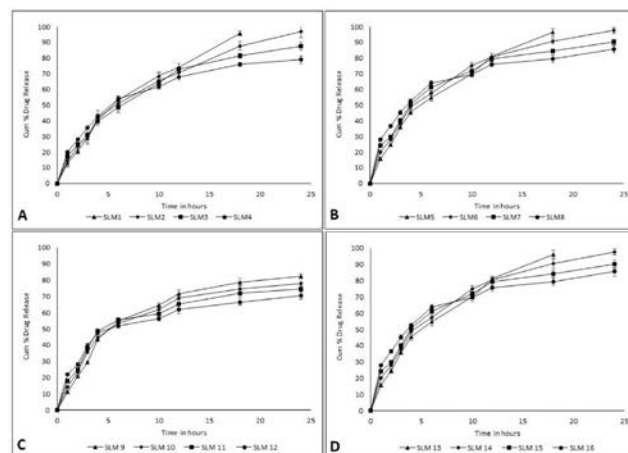 Cum % Drug Release
100
90
80
70
60
50
40
30
20
10
0
0 5 10 15 20 25
Time in hours
A
SLM1 SLM2 SLM3 SLM4
Cum % Drug Release
100
90
80
70
60
50
40
30
20
10
0
0 5 10 15 20 25
Time in hours
B
SLM5 SLM6 SLM7 SLM8
Cum % Drug Release
100
90
80
70
60
50
40
30
20
10
0
0 5 10 15 20 25
Time in hours
C
SLM 9 SLM 10 SLM 11 SLM 12
Cum % Drug Release
100
90
80
70
60
50
40
30
20
10
0
0 5 10 15 20 25
Time in hours
D
SLM 13 SLM 14 SLM 15 SLM 16